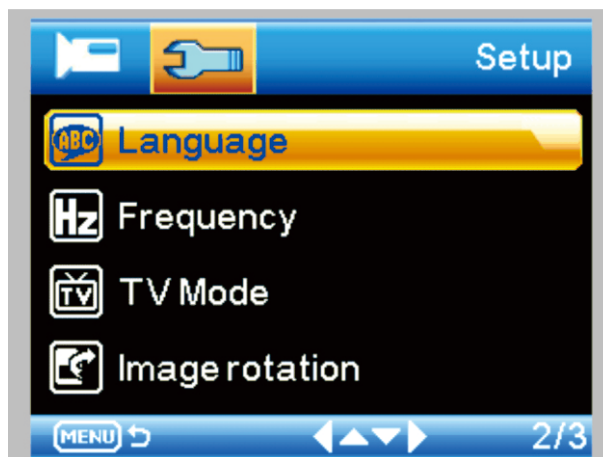 Setup
ABC Language
Hz Frequency
TV TV Mode
Image rotation
MENU 2/3